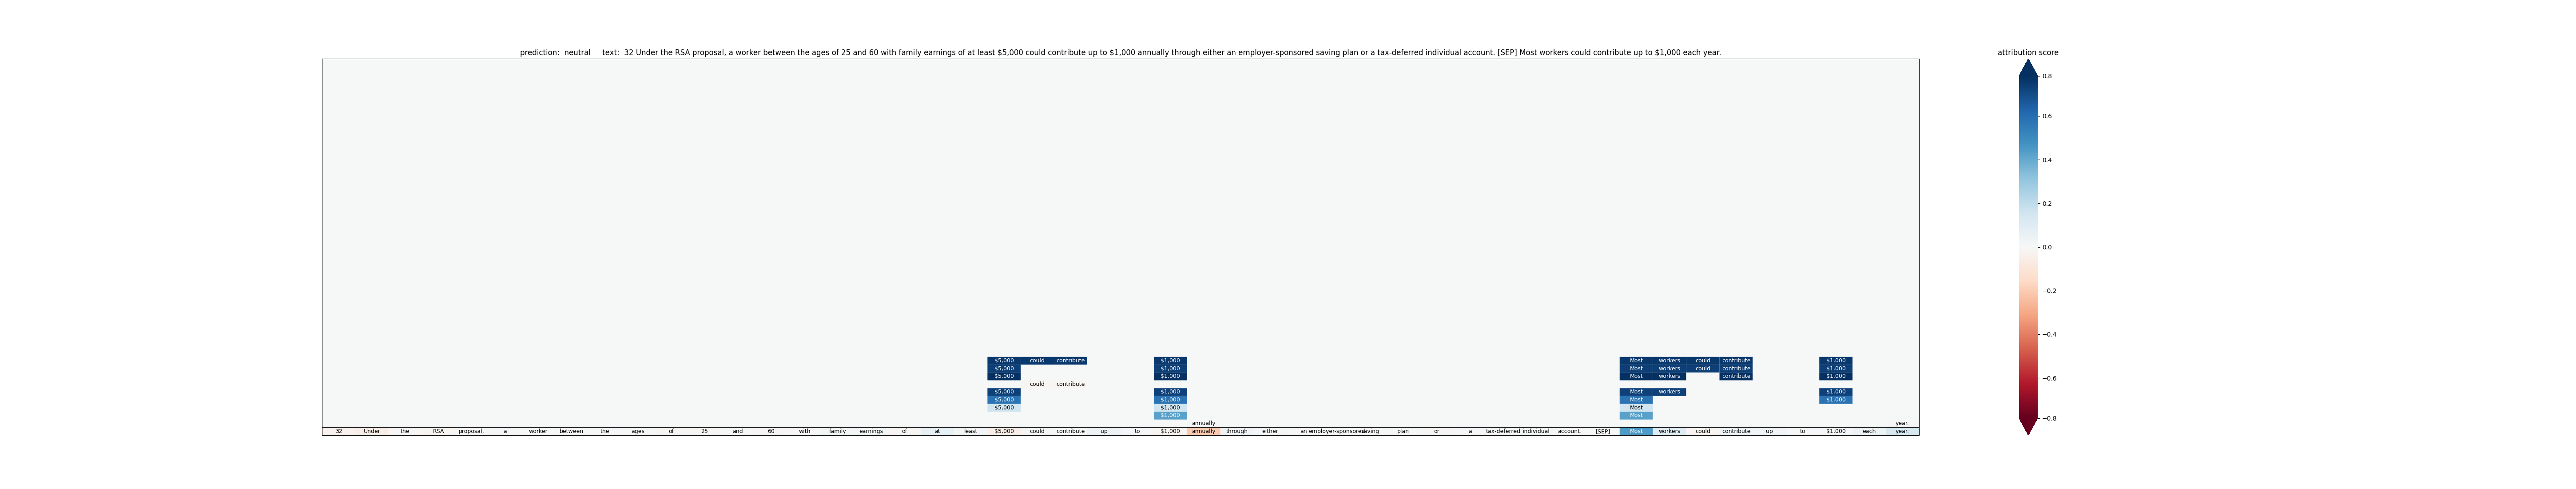 prediction:  neutral     text:  32 Under the RSA proposal, a worker between the ages of 25 and 60 with family earnings of at least $5,000 could contribute up to $1,000 annually through either an employer-sponsored saving plan or a tax-deferred individual account. [SEP] Most workers could contribute up to $1,000 each year.
attribution score
0.8
0.6
0.4
0.2
0.0
−0.2
−0.4
−0.6
−0.8
$5,000 could contribute $1,000 Most workers could contribute $1,000
$5,000 $1,000 Most workers could contribute $1,000
$5,000 $1,000 Most workers contribute $1,000
could contribute
$5,000 $1,000 Most workers $1,000
$5,000 $1,000 Most $1,000
$5,000 $1,000 Most
$1,000 Most
annually year.
32 Under the RSA proposal, a worker between the ages of 25 and 60 with family earnings of at least $5,000 could contribute up to $1,000 annually through either an employer-sponsored saving plan or a tax-deferred individual account. [SEP] Most workers could contribute up to $1,000 each year.